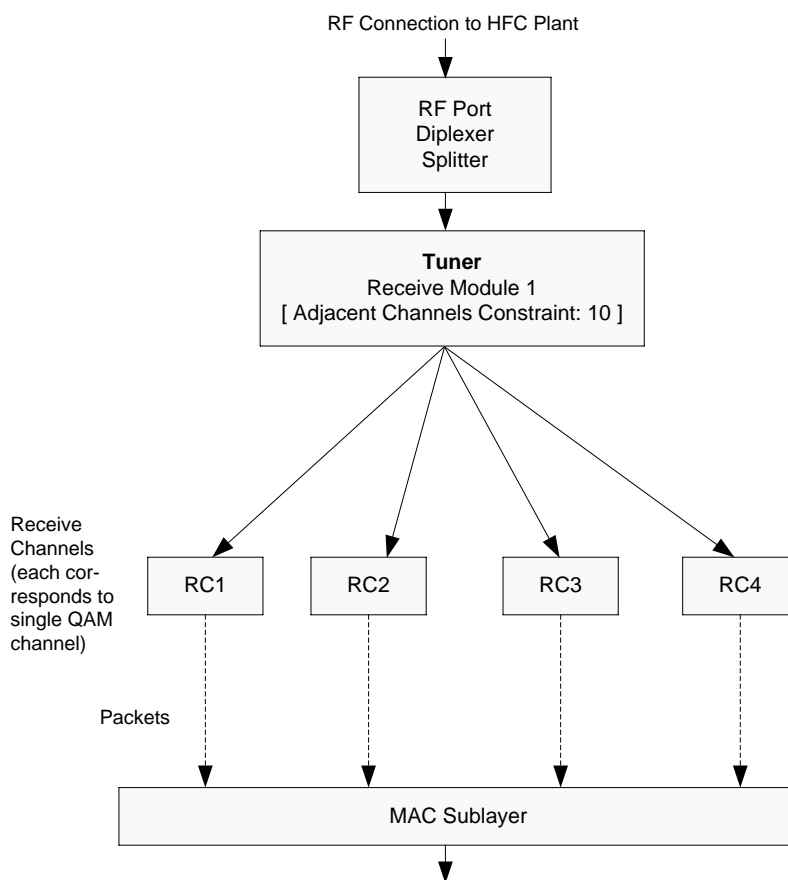 RF Connection to HFC Plant
RF Port
Diplexer
Splitter
Tuner
Receive Module 1
[ Adjacent Channels Constraint: 10 ]
Receive
Channels
(each cor-
responds to
single QAM
channel)
RC1
RC2
RC3
RC4
Packets
MAC Sublayer